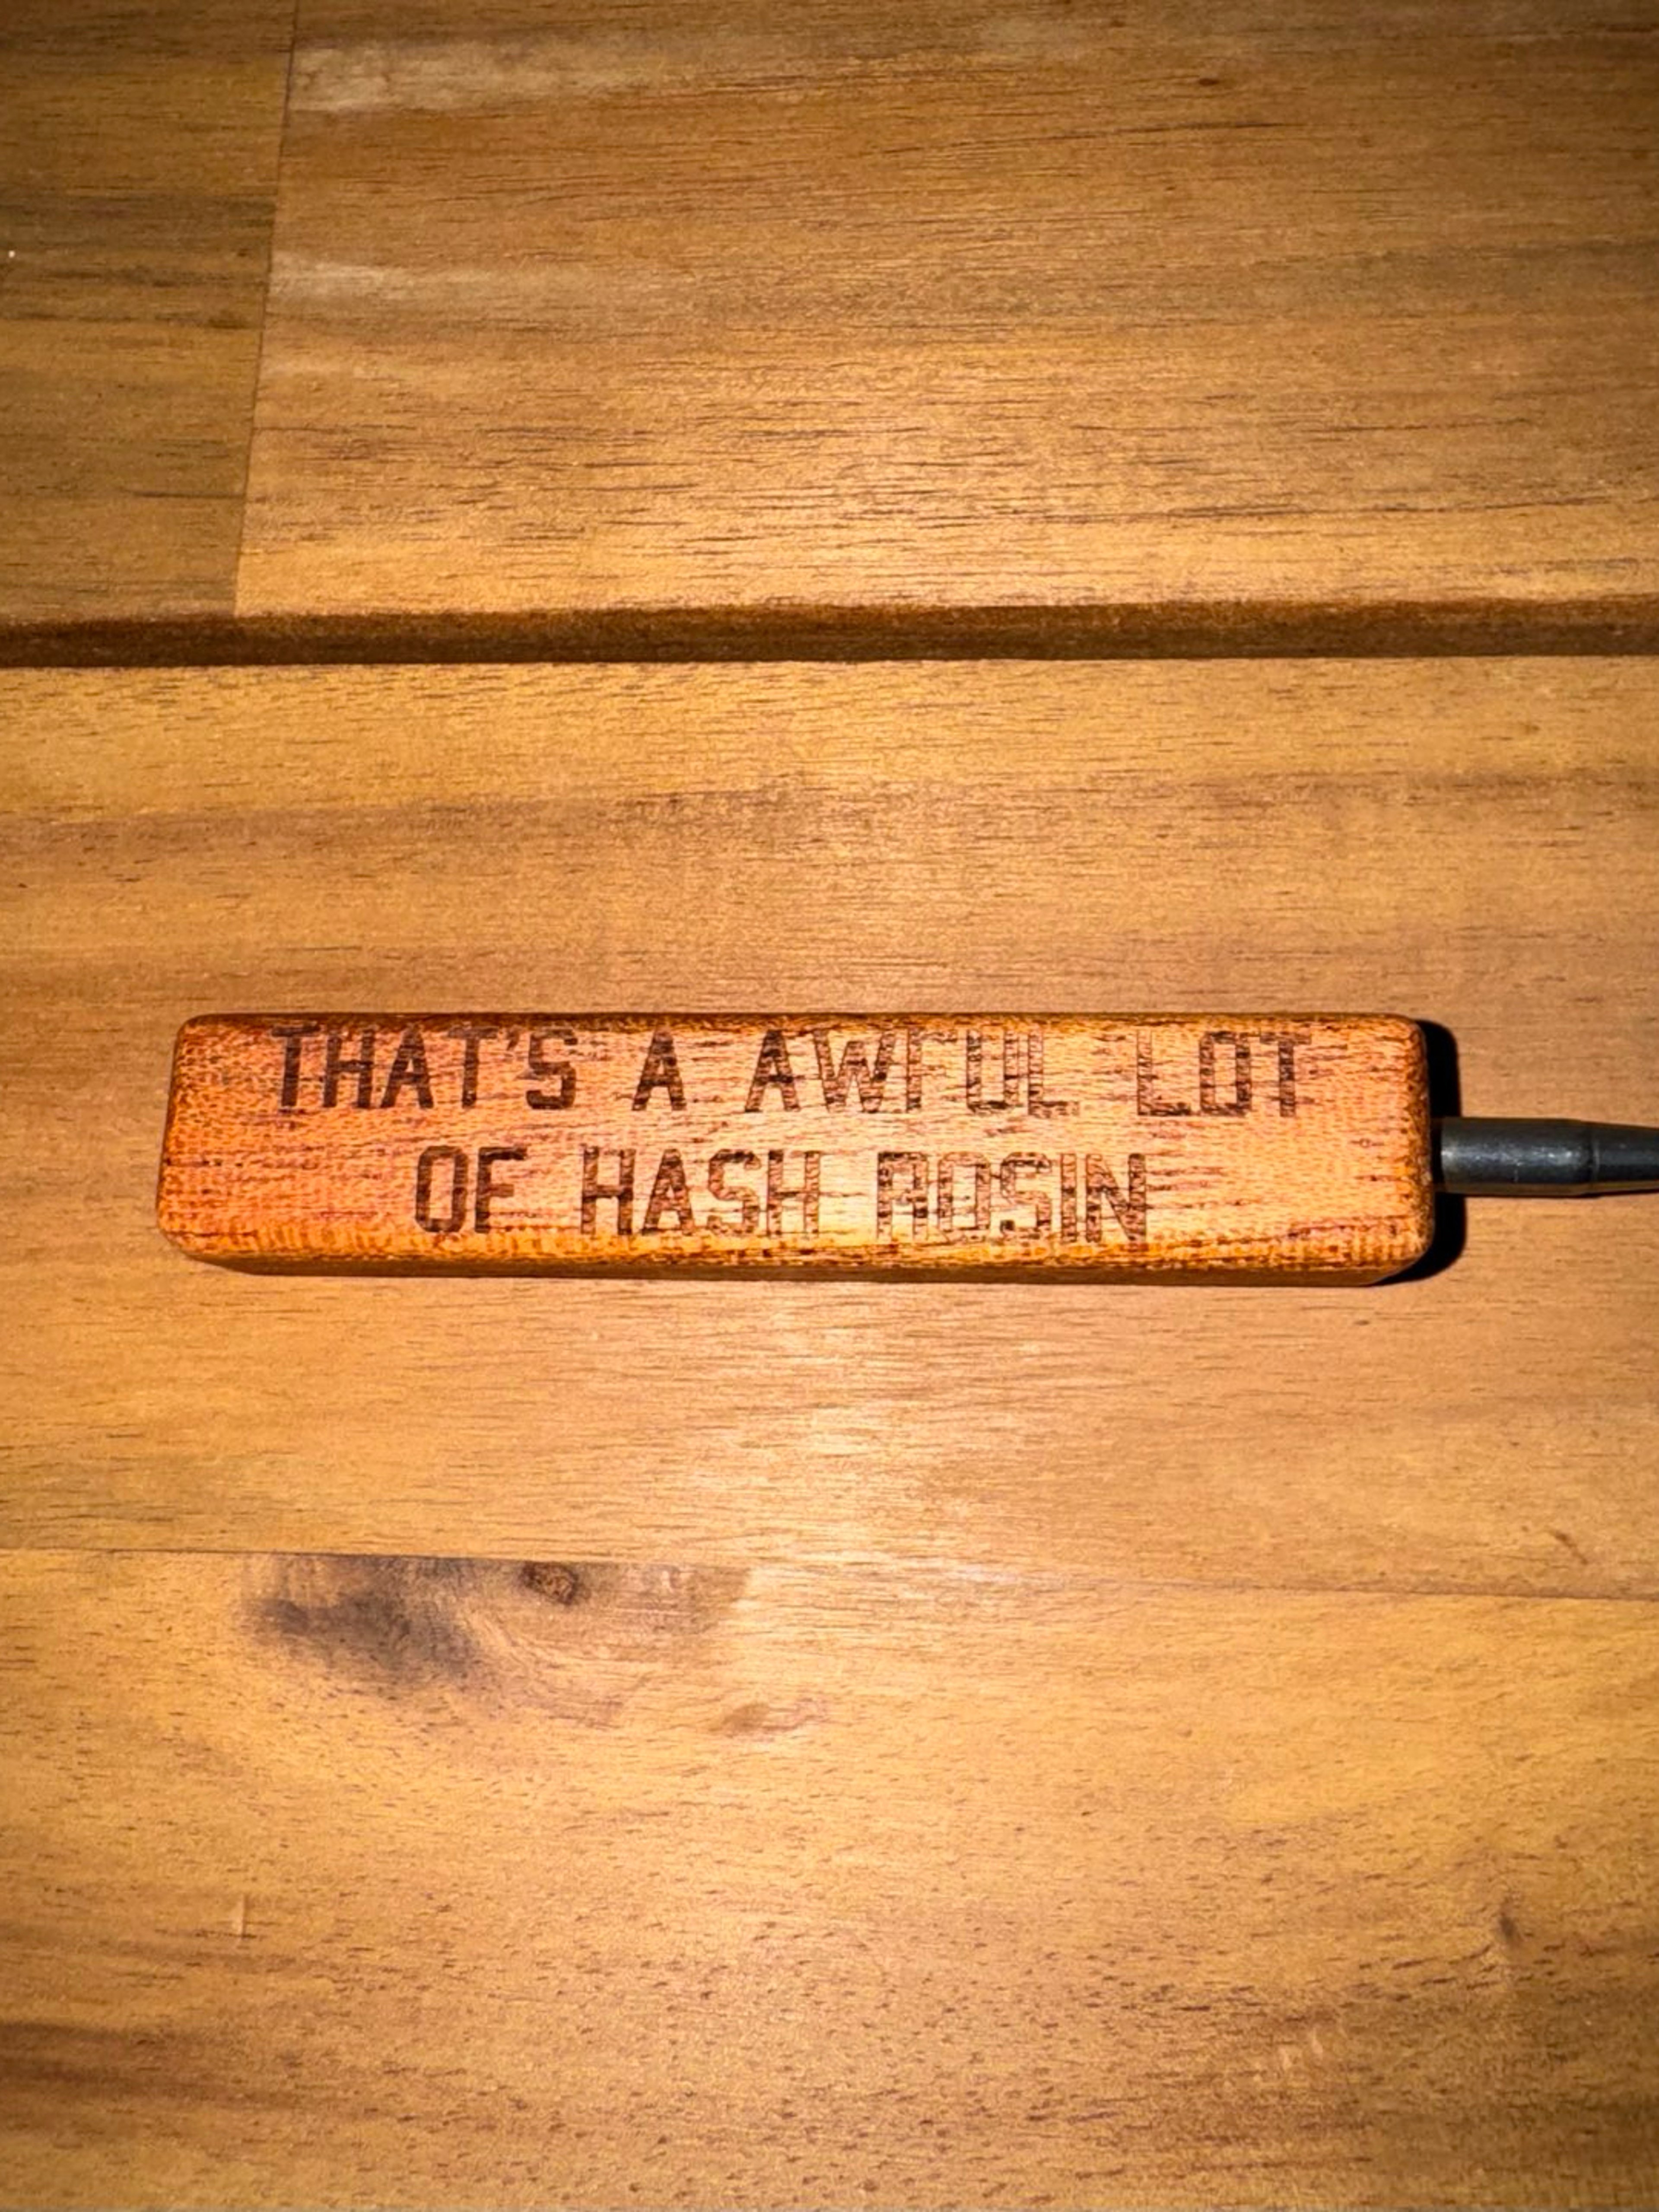 THAT'S A AWFUL LOT
OF HASH ROSIN